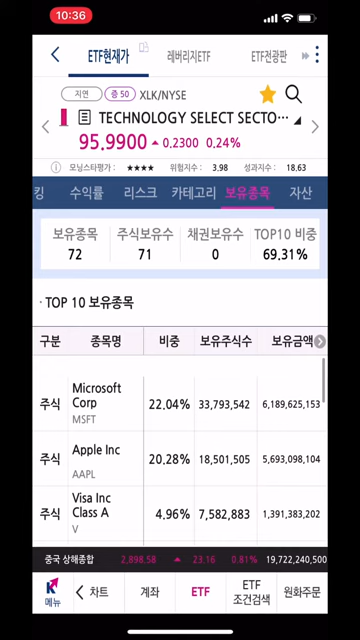 10:36
ETF현재가
레버리지ETF
ETF전광판
지연
증 50
XLK/NYSE
TECHNOLOGY SELECT SECTO…
95.9900 ▲ 0.2300 0.24%
모닝스타평가 : ★★★★ 위험지수 : 3.98 성과지수 : 18.63
킹 수익률 리스크 카테고리 보유종목 자산
보유종목 주식보유수 채권보유수 TOP10 비중
72 71 0 69.31%
· TOP 10 보유종목
구분 종목명 비중 보유주식수 보유금액
주식 Microsoft Corp MSFT 22.04% 33,793,542 6,189,625,153
주식 Apple Inc AAPL 20.28% 18,501,505 5,693,098,104
주식 Visa Inc Class A V 4.96% 7,582,883 1,391,383,202
중국 상해종합 2,898.58 ▲ 23.16 0.81% 19,722,240,500
메뉴 차트 계좌 ETF ETF 조건검색 원화주문